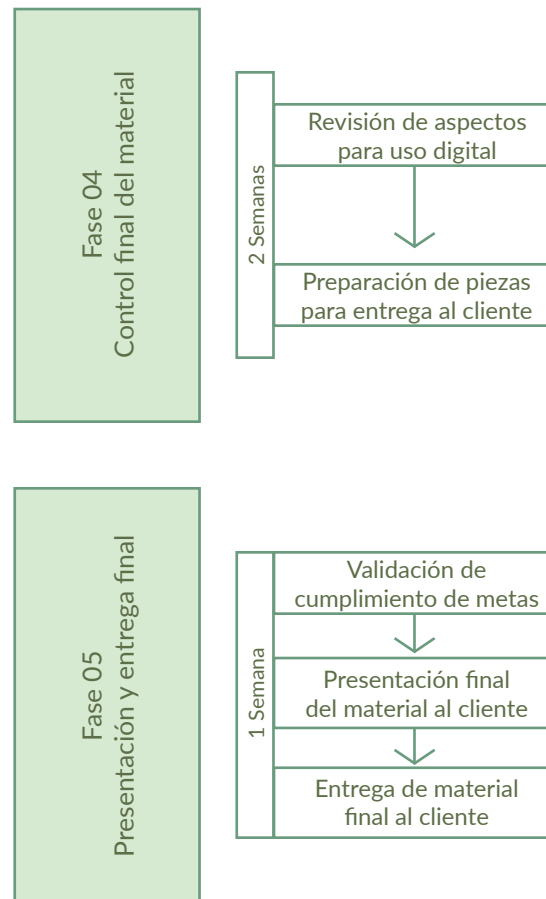 Fase 04
Control final del material
2 Semanas
Revisión de aspectos
para uso digital
Preparación de piezas
para entrega al cliente
Fase 05
Presentación y entrega final
1 Semana
Validación de
cumplimiento de metas
Presentación final
del material al cliente
Entrega de material
final al cliente